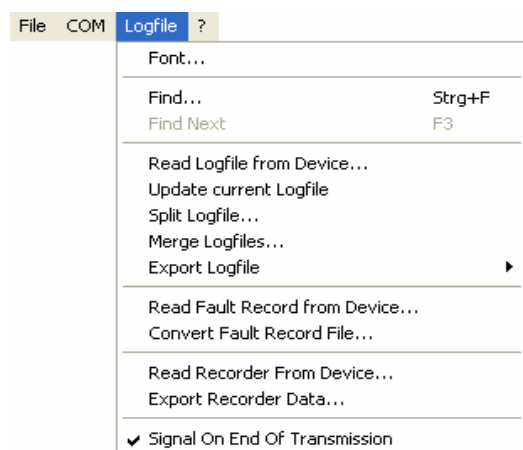 File COM Logfile ?
Font...
Find... Strg+F
Find Next F3
Read Logfile from Device...
Update current Logfile
Split Logfile...
Merge Logfiles...
Export Logfile
Read Fault Record from Device...
Convert Fault Record File...
Read Recorder From Device...
Export Recorder Data...
Signal On End Of Transmission